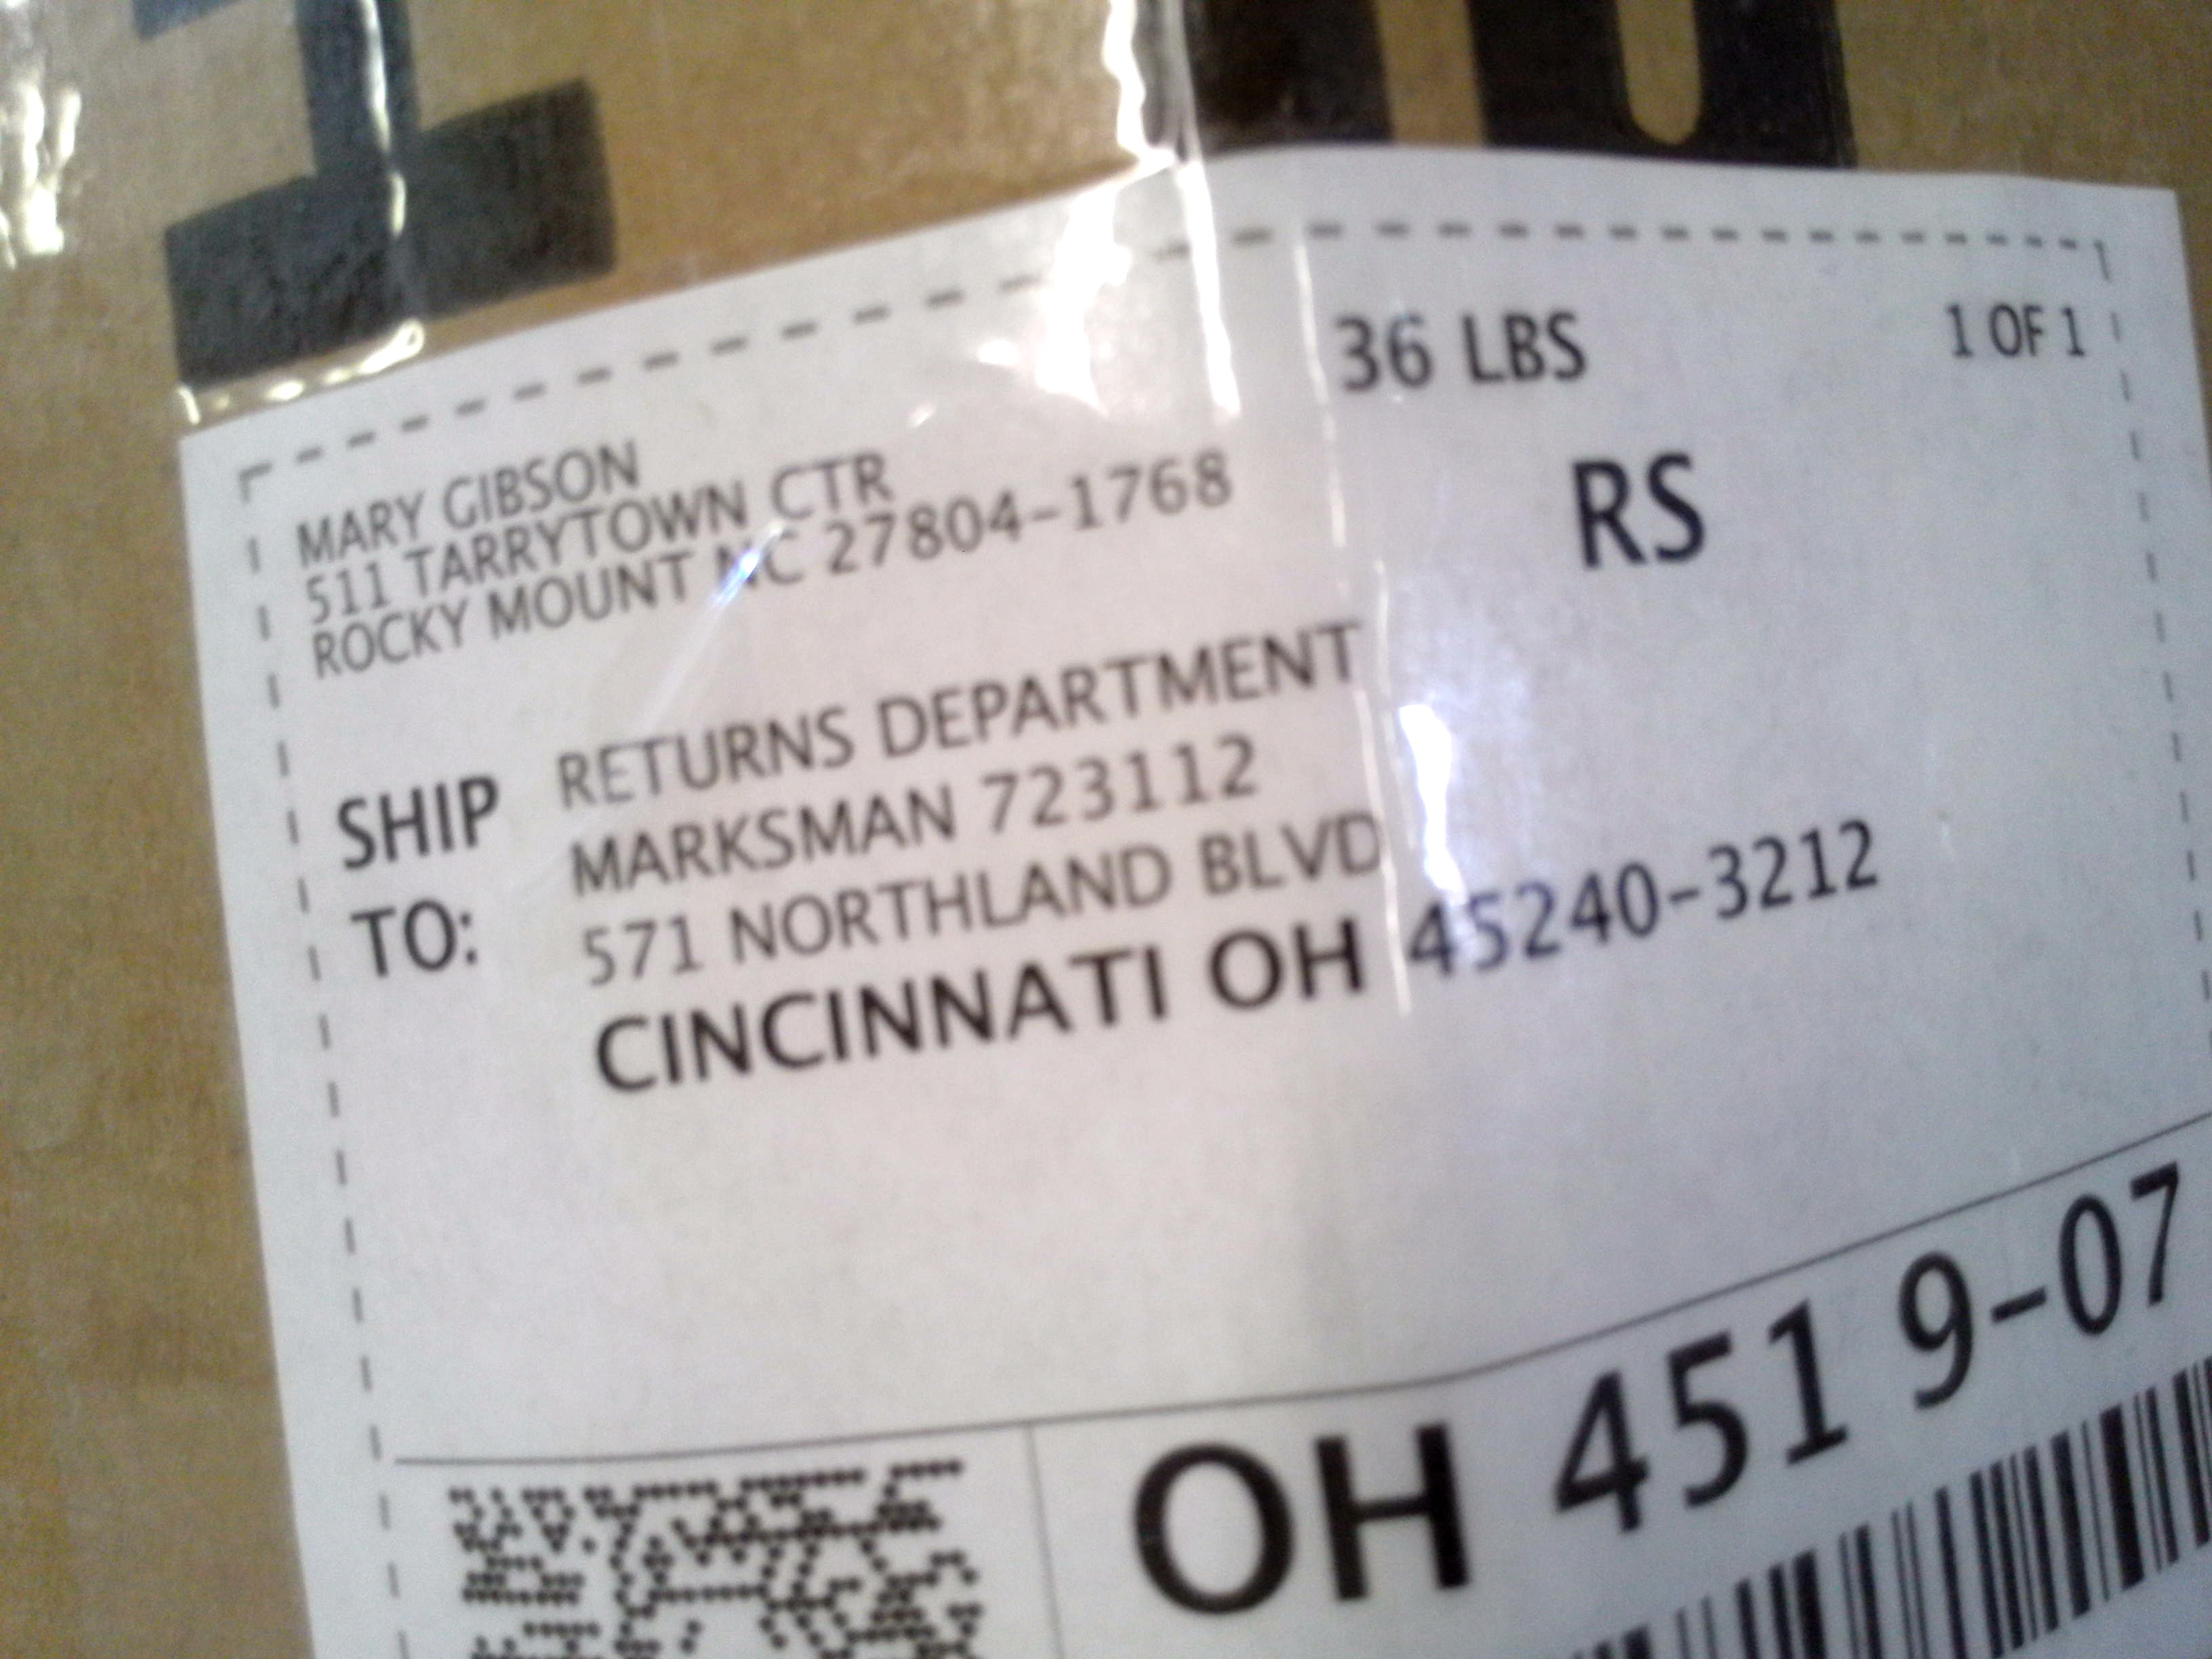 36 LBS
1 OF 1
RS
MARY GIBSON
511 TARRYTOWN CTR
ROCKY MOUNT NC 27804-1768
SHIP TO:
RETURNS DEPARTMENT
MARKSMAN 723112
571 NORTHLAND BLVD
CINCINNATI OH 45240-3212
OH 451 9-07